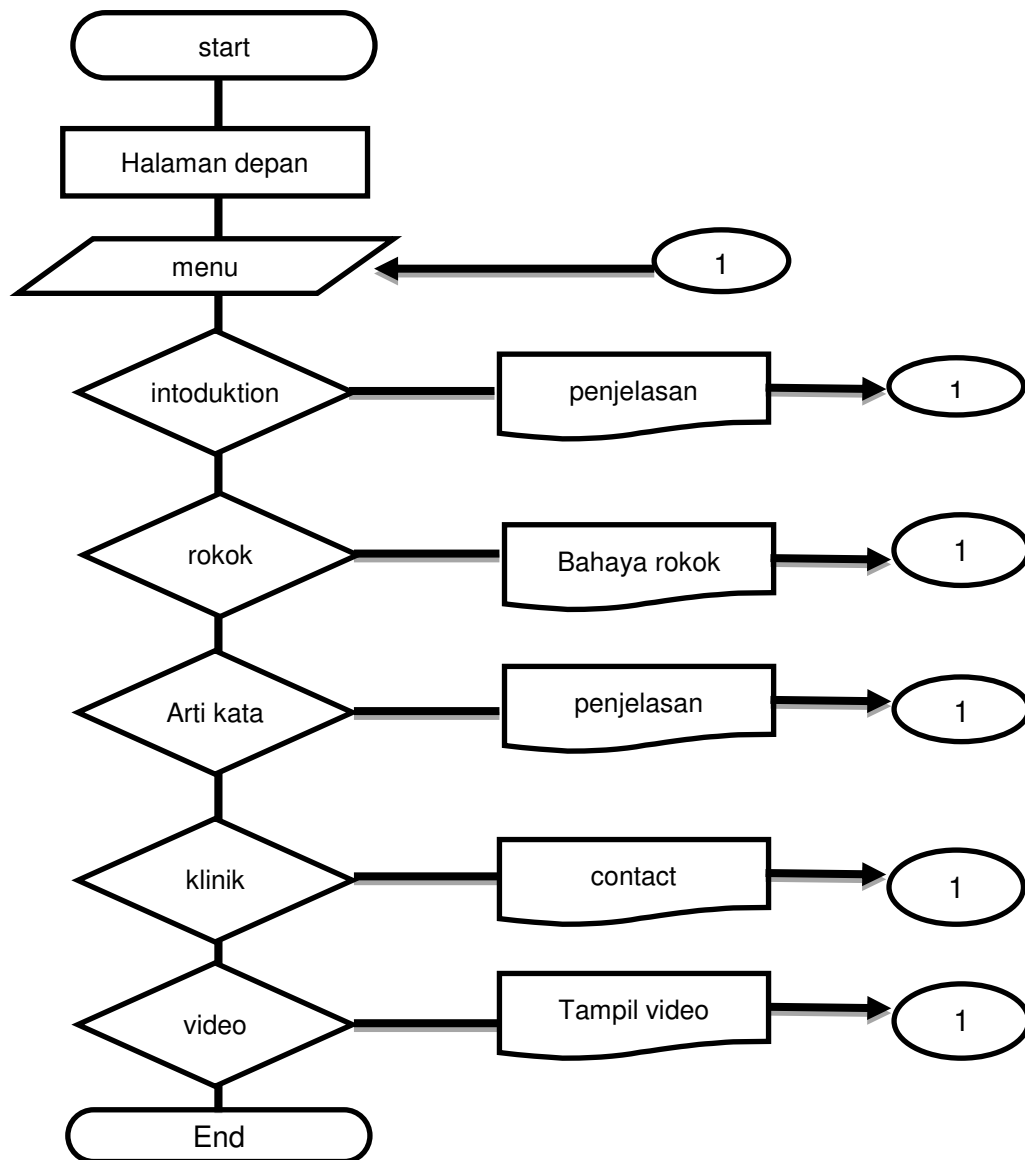 start
Halaman depan
menu
1
intoduktion
penjelasan
1
rokok
Bahaya rokok
1
Arti kata
penjelasan
1
klinik
contact
1
video
Tampil video
1
End